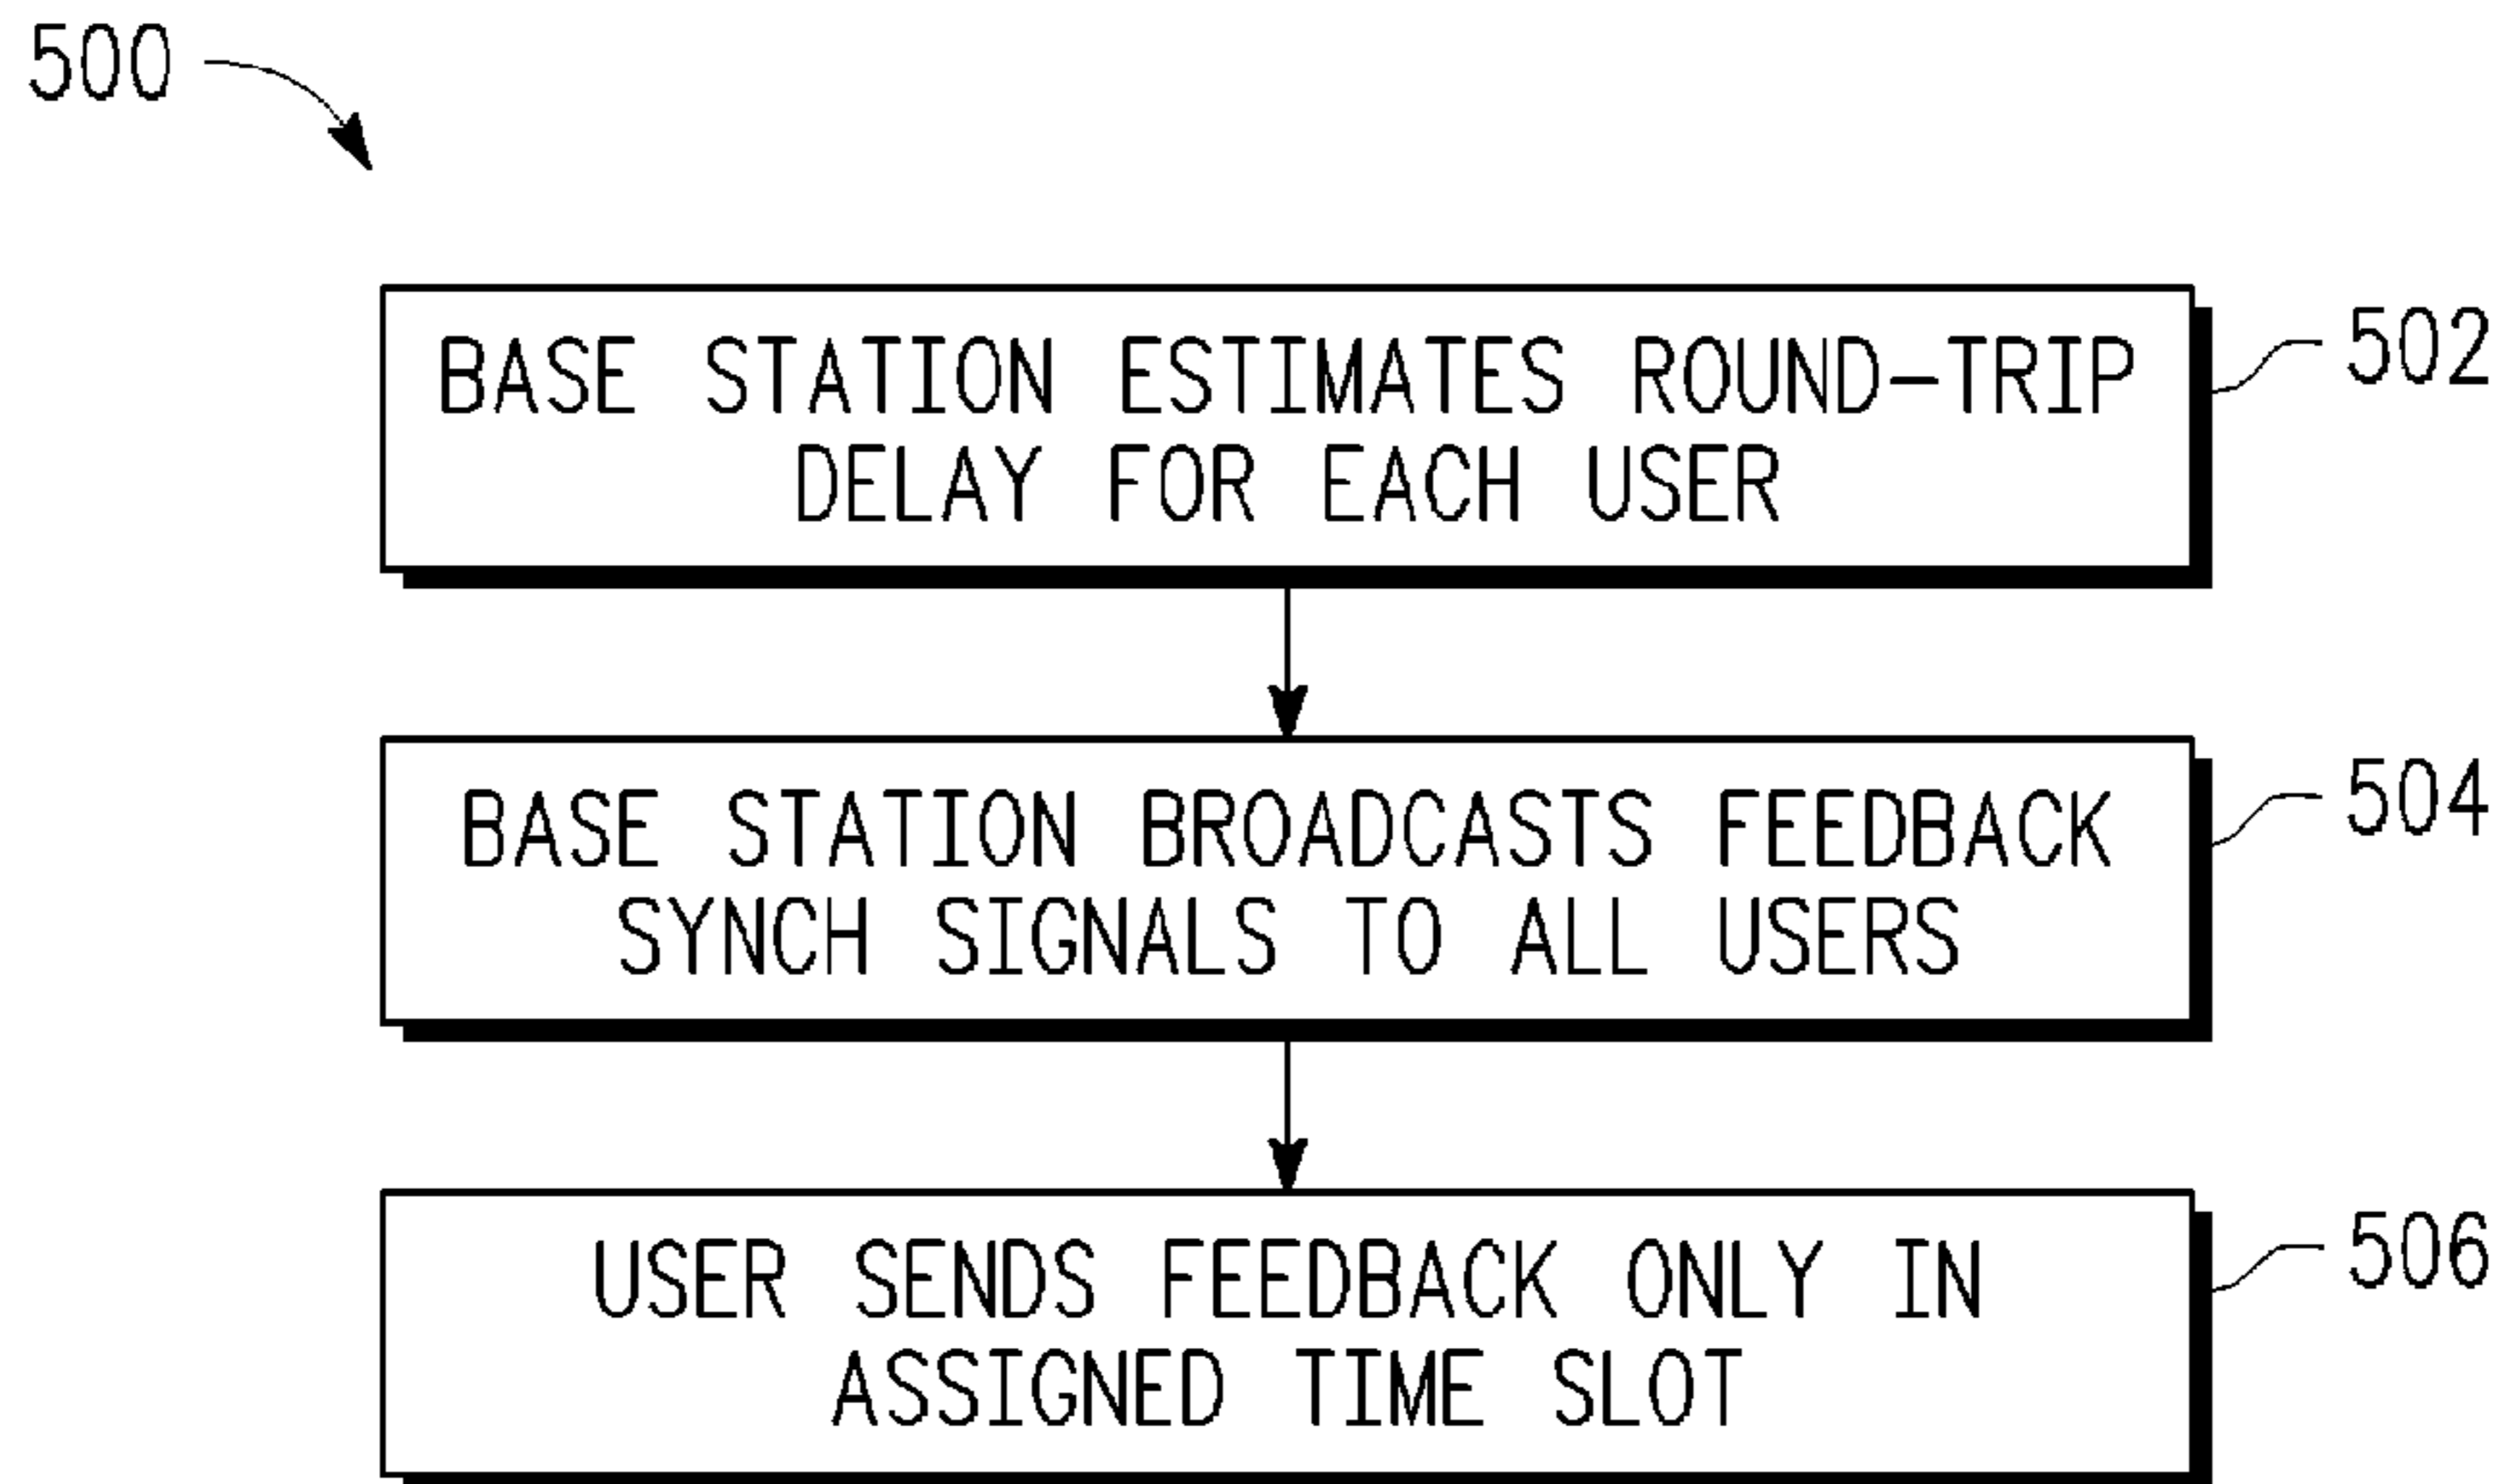 500
BASE STATION ESTIMATES ROUND-TRIP
DELAY FOR EACH USER
502
BASE STATION BROADCASTS FEEDBACK
SYNCH SIGNALS TO ALL USERS
504
USER SENDS FEEDBACK ONLY IN
ASSIGNED TIME SLOT
506